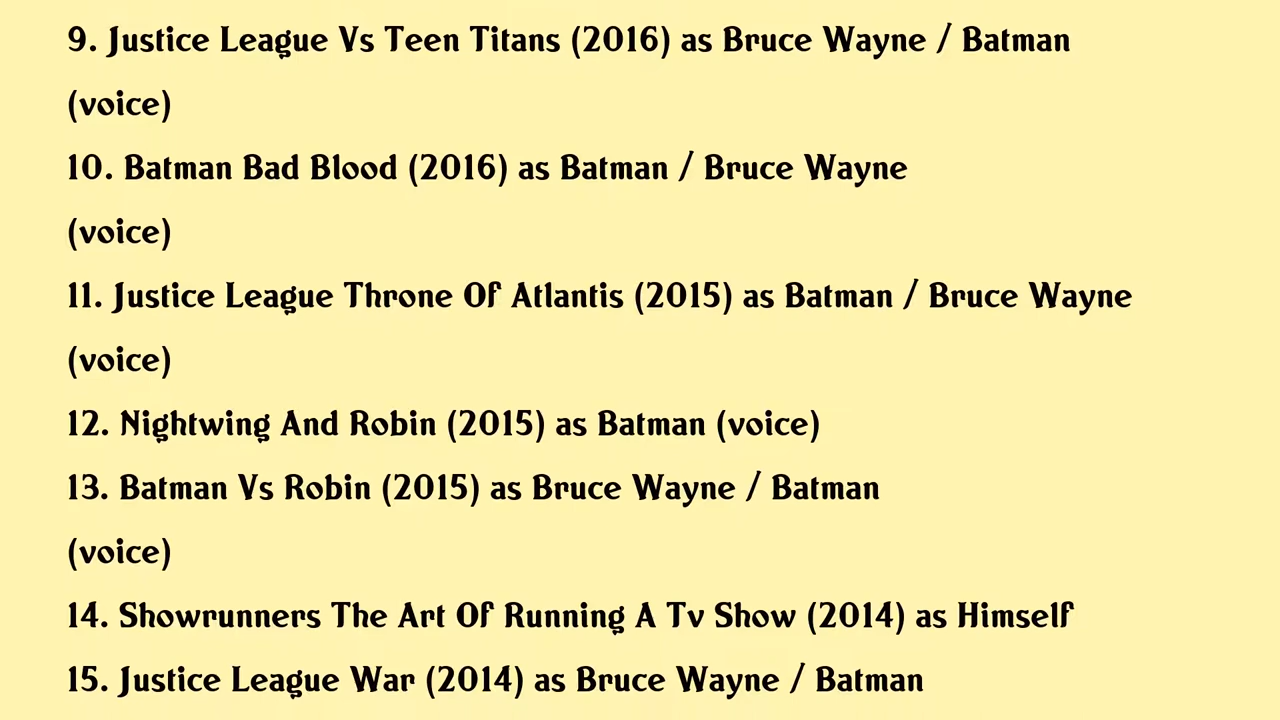 9. Justice League Vs Teen Titans (2016) as Bruce Wayne / Batman
(voice)
10. Batman Bad Blood (2016) as Batman / Bruce Wayne
(voice)
11. Justice League Throne Of Atlantis (2015) as Batman / Bruce Wayne
(voice)
12. Nightwing And Robin (2015) as Batman (voice)
13. Batman Vs Robin (2015) as Bruce Wayne / Batman
(voice)
14. Showrunners The Art Of Running A Tv Show (2014) as Himself
15. Justice League War (2014) as Bruce Wayne / Batman